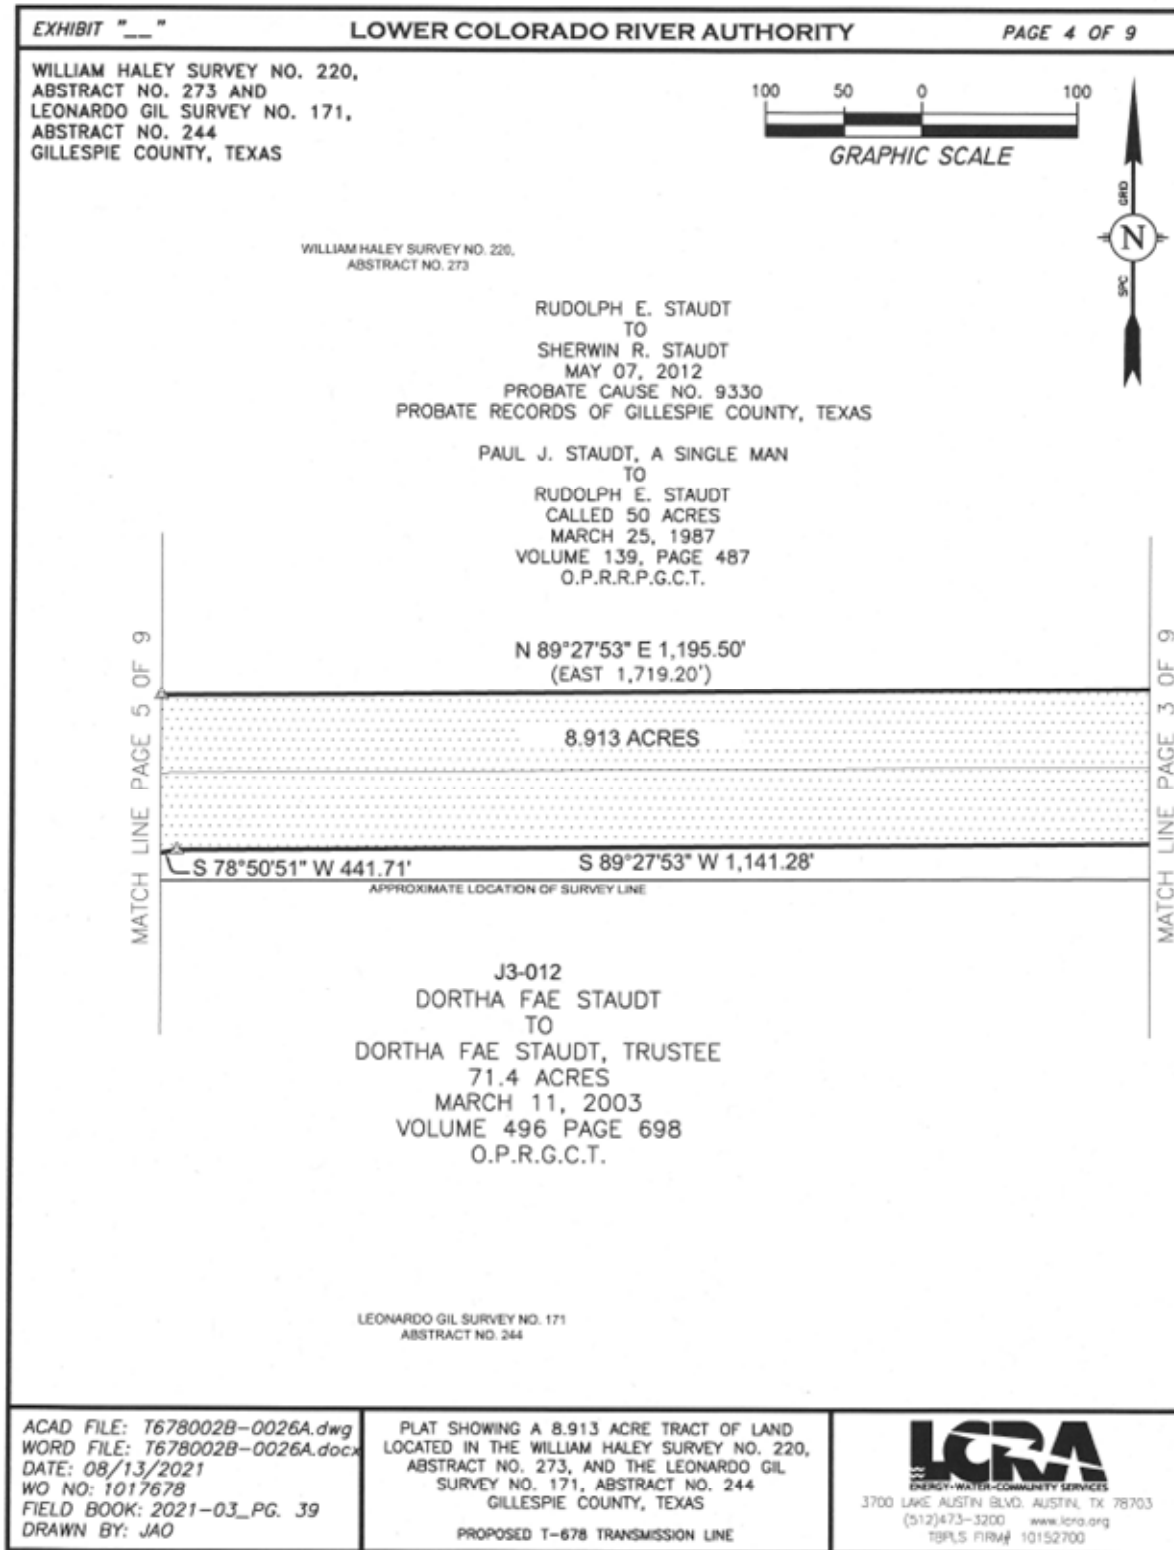 EXHIBIT "__"
LOWER COLORADO RIVER AUTHORITY
PAGE 4 OF 9
WILLIAM HALEY SURVEY NO. 220,
ABSTRACT NO. 273 AND
LEONARDO GIL SURVEY NO. 171,
ABSTRACT NO. 244
GILLESPIE COUNTY, TEXAS
100 50 0 100
GRAPHIC SCALE
GRID
N
SPC
WILLIAM HALEY SURVEY NO. 220,
ABSTRACT NO. 273
RUDOLPH E. STAUDT
TO
SHERWIN R. STAUDT
MAY 07, 2012
PROBATE CAUSE NO. 9330
PROBATE RECORDS OF GILLESPIE COUNTY, TEXAS
PAUL J. STAUDT, A SINGLE MAN
TO
RUDOLPH E. STAUDT
CALLED 50 ACRES
MARCH 25, 1987
VOLUME 139, PAGE 487
O.P.R.R.P.G.C.T.
MATCH LINE PAGE 5 OF 9
N 89°27'53" E 1,195.50'
(EAST 1,719.20')
8.913 ACRES
MATCH LINE PAGE 3 OF 9
S 78°50'51" W 441.71'
S 89°27'53" W 1,141.28'
APPROXIMATE LOCATION OF SURVEY LINE
J3-012
DORTHA FAE STAUDT
TO
DORTHA FAE STAUDT, TRUSTEE
71.4 ACRES
MARCH 11, 2003
VOLUME 496 PAGE 698
O.P.R.G.C.T.
LEONARDO GIL SURVEY NO. 171
ABSTRACT NO. 244
ACAD FILE: T678002B-0026A.dwg
WORD FILE: T678002B-0026A.docx
DATE: 08/13/2021
WO NO: 1017678
FIELD BOOK: 2021-03_PG. 39
DRAWN BY: JAO
PLAT SHOWING A 8.913 ACRE TRACT OF LAND
LOCATED IN THE WILLIAM HALEY SURVEY NO. 220,
ABSTRACT NO. 273, AND THE LEONARDO GIL
SURVEY NO. 171, ABSTRACT NO. 244
GILLESPIE COUNTY, TEXAS
PROPOSED T-678 TRANSMISSION LINE
LCRA
ENERGY-WATER-COMMUNITY SERVICES
3700 LAKE AUSTIN BLVD. AUSTIN, TX 78703
(512)473-3200 www.lcra.org
TBPLS FIRM# 10152700